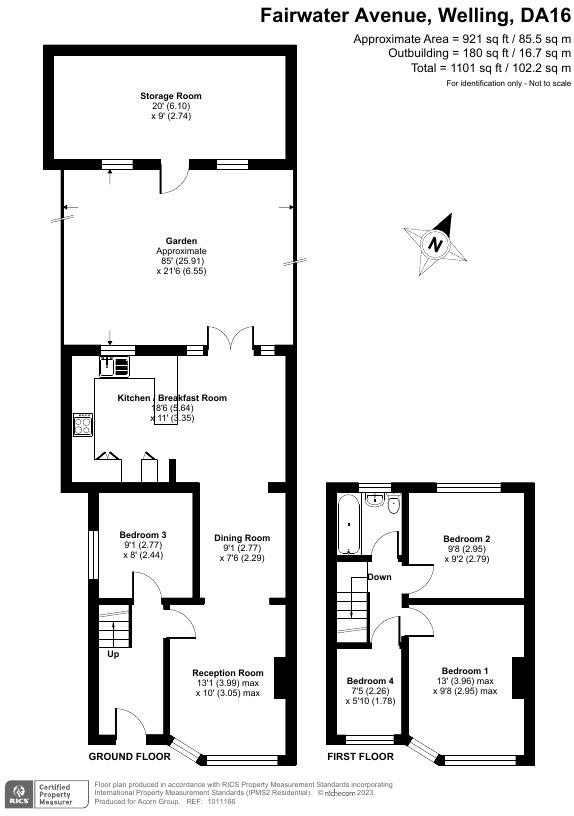 Fairwater Avenue, Welling, DA16
Approximate Area = 921 sq ft / 85.5 sq m
Outbuilding = 180 sq ft / 16.7 sq m
Total = 1101 sq ft / 102.2 sq m
For identification only - Not to scale
Storage Room
20' (6.10)
x 9' (2.74)
Garden
Approximate
85' (25.91)
x 21'6 (6.55)
N
Kitchen / Breakfast Room
18'6 (5.64)
x 11' (3.35)
Bedroom 3
9'1 (2.77)
x 8' (2.44)
Dining Room
9'1 (2.77)
x 7'6 (2.29)
Up
Reception Room
13'1 (3.99) max
x 10' (3.05) max
GROUND FLOOR
Bedroom 2
9'8 (2.95)
x 9'2 (2.79)
Down
Bedroom 4
7'5 (2.26)
x 5'10 (1.78)
Bedroom 1
13' (3.96) max
x 9'8 (2.95) max
FIRST FLOOR
RICS
Certified
Property
Measurer
Floor plan produced in accordance with RICS Property Measurement Standards incorporating
International Property Measurement Standards (IPMS2 Residential). © nichecom 2023.
Produced for Acorn Group. REF: 1011166